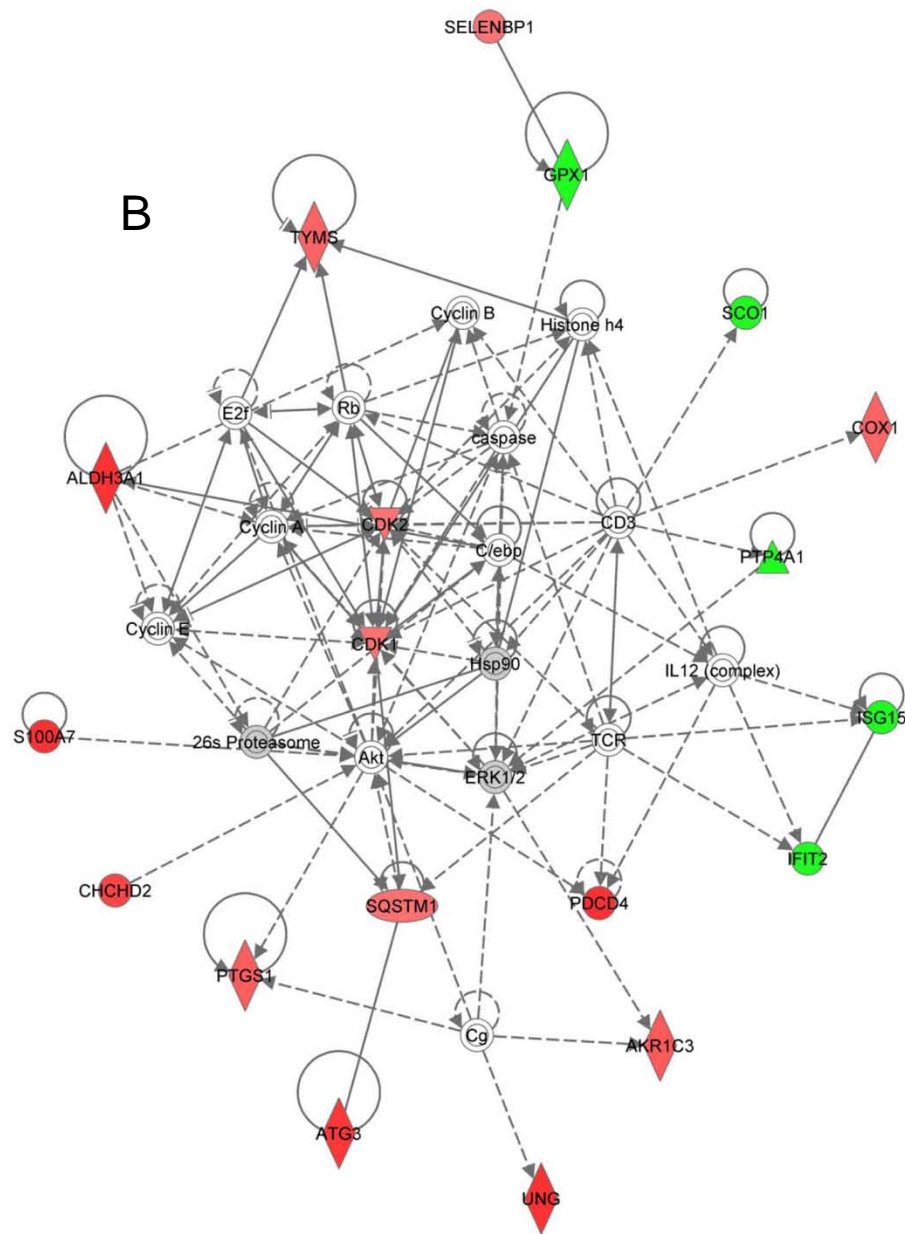 SELENBP1
GPX1
B
TYMS
Cyclin B
Histone h4
SCO1
E2f
Rb
caspase
COX1
ALDH3A1
Cyclin A
CDK2
C/ebp
CD3
PTP4A1
Cyclin E
CDK1
Hsp90
IL12 (complex)
S100A7
26s Proteasome
Akt
ERK1/2
TCR
ISG15
CHCHD2
SQSTM1
PDCD4
IFIT2
PTGS1
Cg
AKR1C3
ATG3
UNG